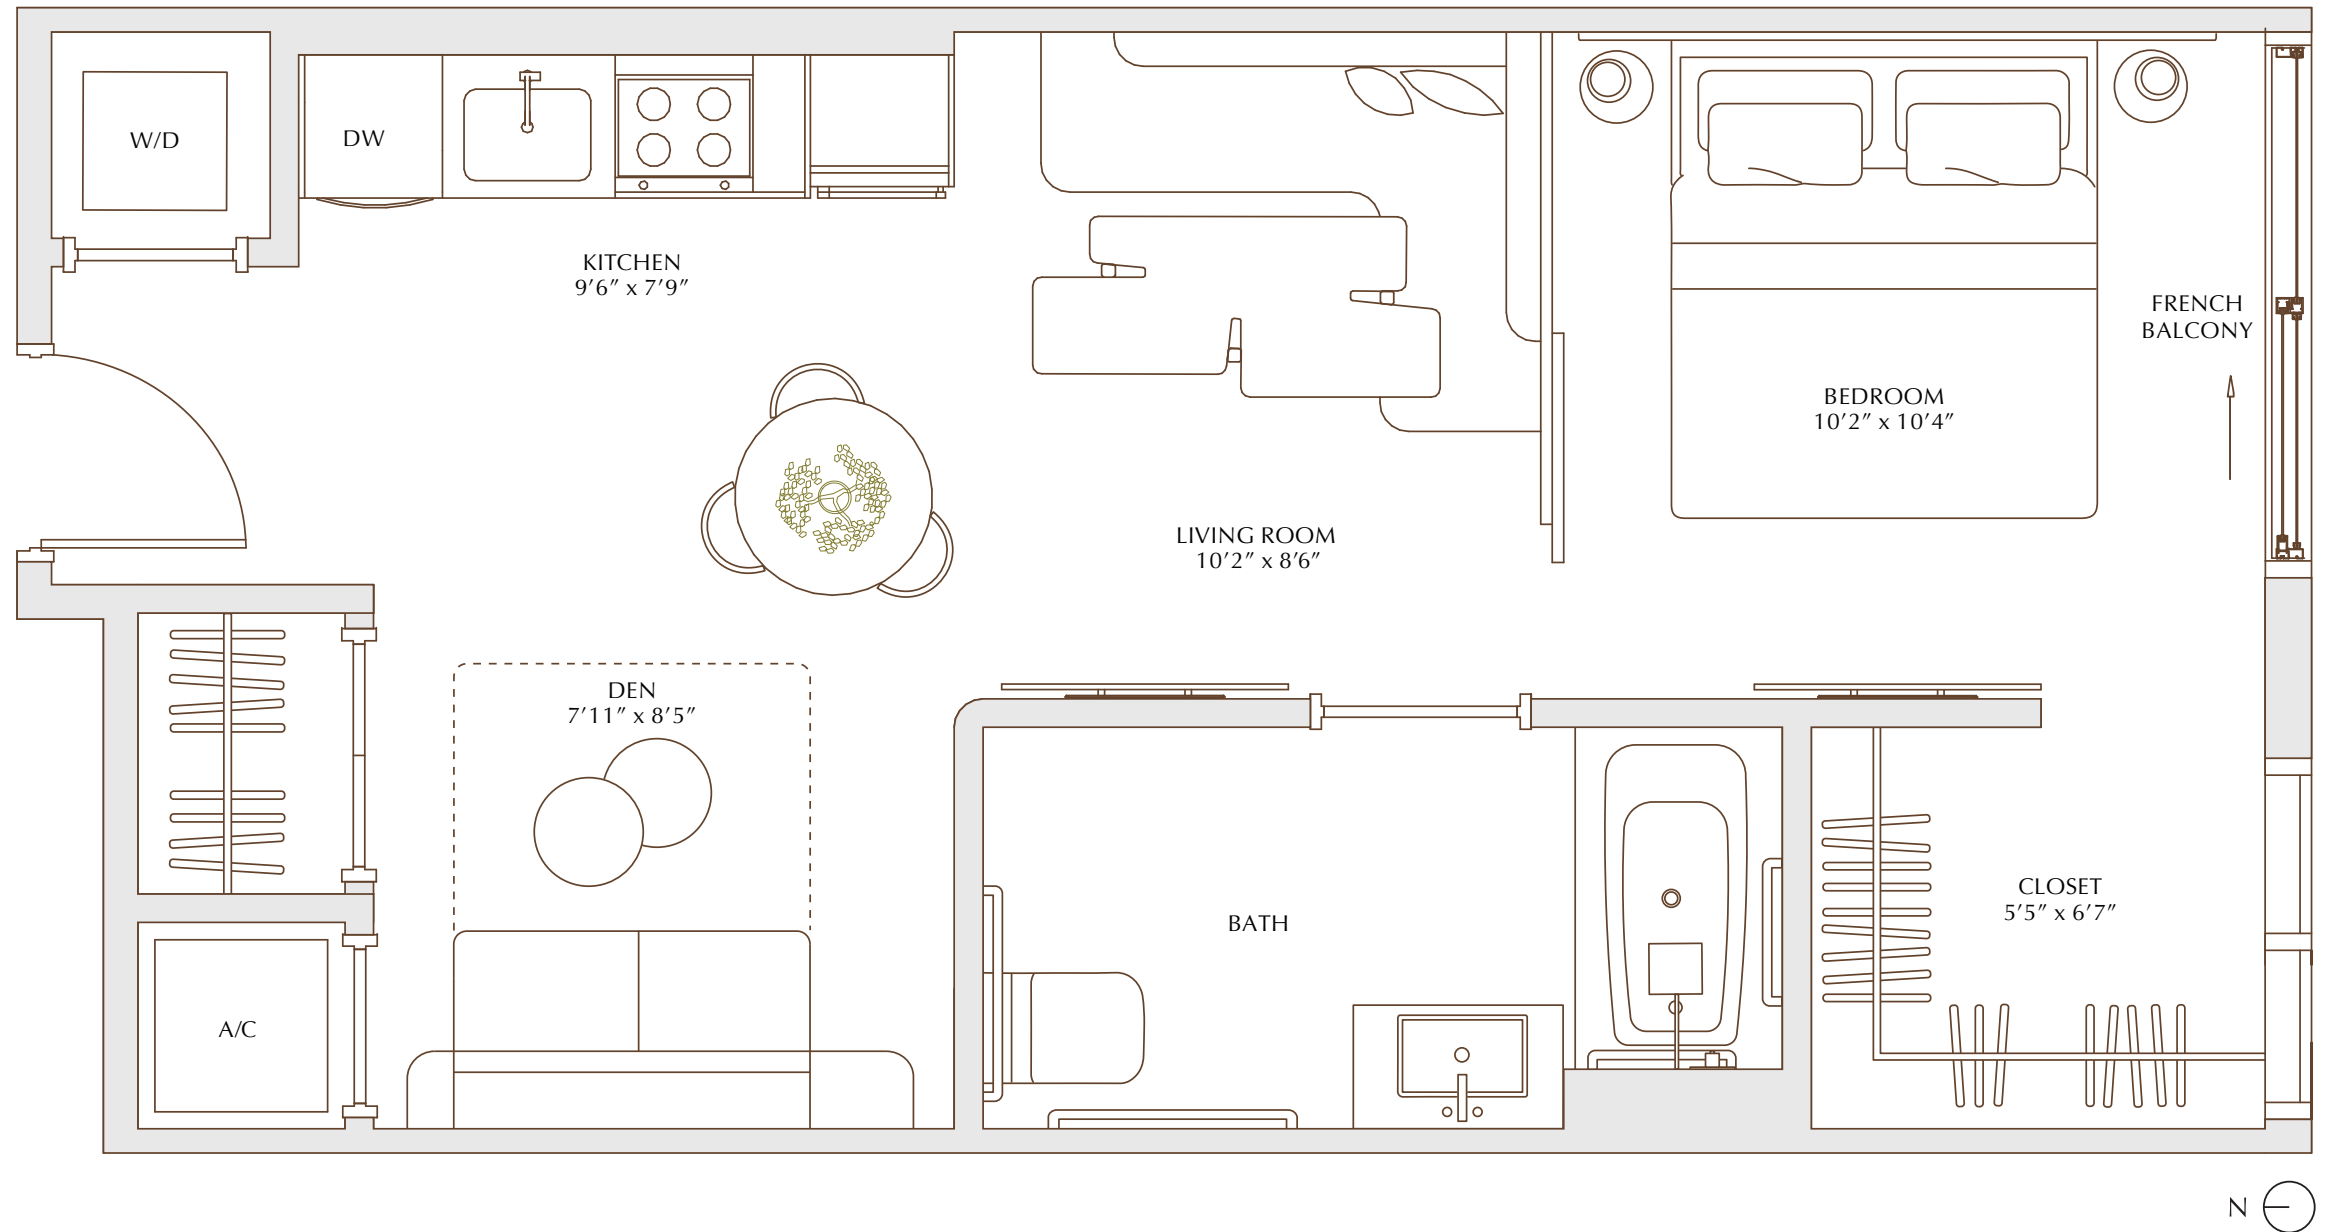 W/D
DW
KITCHEN
9’6” x 7’9”
FRENCH
BALCONY
BEDROOM
10’2” x 10’4”
LIVING ROOM
10’2” x 8’6”
DEN
7’11” x 8’5”
BATH
CLOSET
5’5” x 6’7”
A/C
N